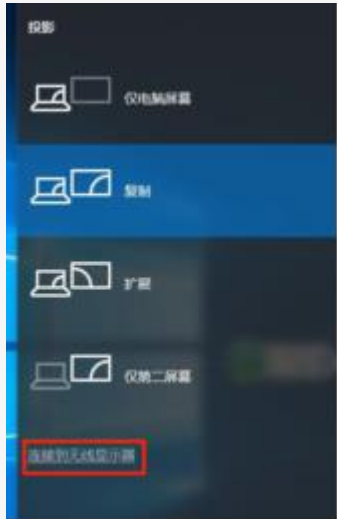 投影
仅电脑屏幕
复制
扩展
仅第二屏幕
连接到无线显示器